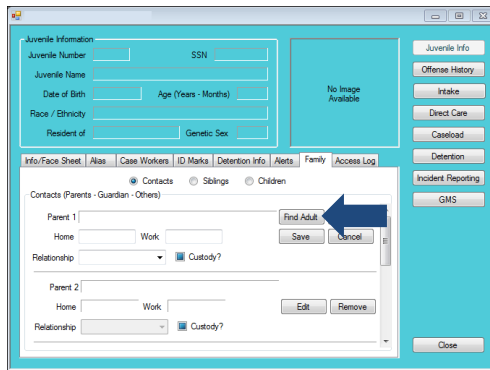 Juvenile Information
Juvenile Number SSN
Juvenile Name
Date of Birth Age (Years - Months)
Race / Ethnicity
Resident of Genetic Sex
No Image
Available
Juvenile Info
Offense History
Intake
Direct Care
Caseload
Detention
Incident Reporting
GMS
Info/Face Sheet Alias Case Workers ID Marks Detention Info Alerts Family Access Log
Contacts Siblings Children
Contacts (Parents - Guardian - Others)
Parent 1 Find Adult
Home Work Save Cancel
Relationship Custody?
Parent 2
Home Work Edit Remove
Relationship Custody?
Close